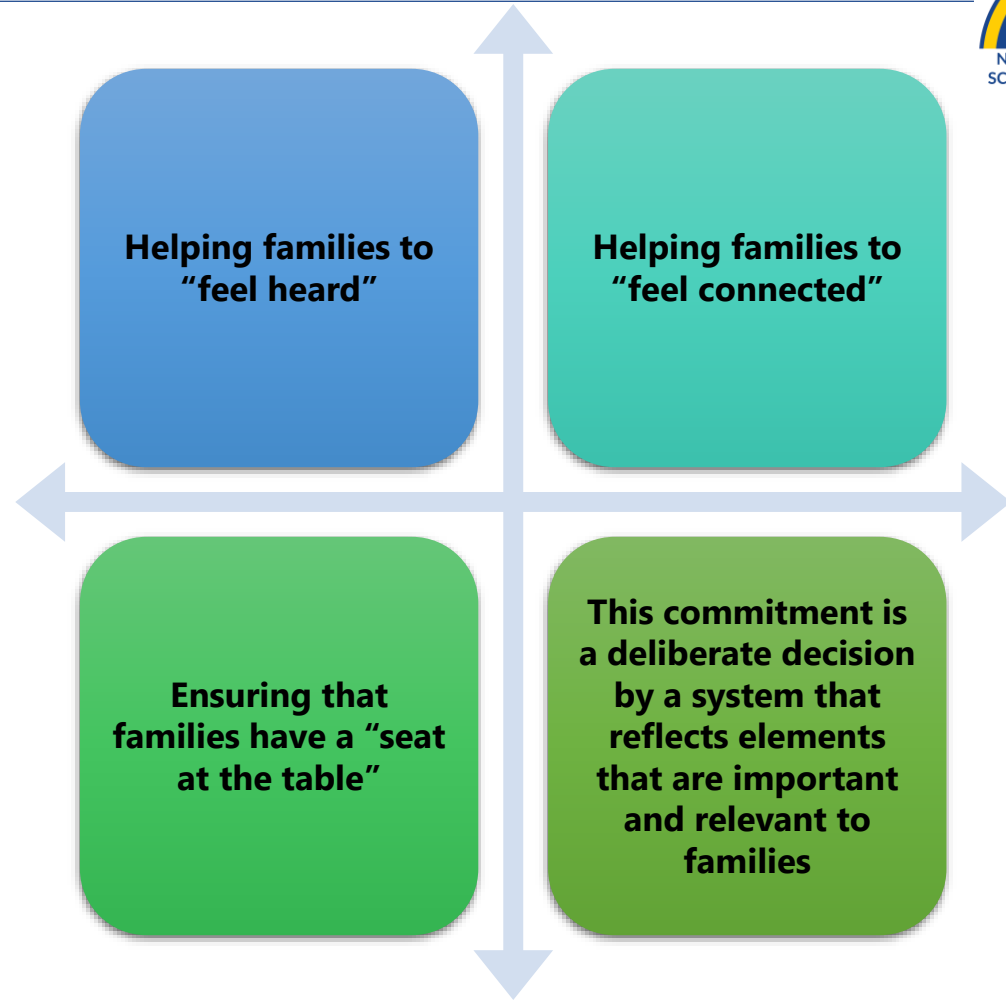 Helping families to
“feel heard”
Helping families to
“feel connected”
Ensuring that
families have a “seat
at the table”
This commitment is
a deliberate decision
by a system that
reflects elements
that are important
and relevant to
families